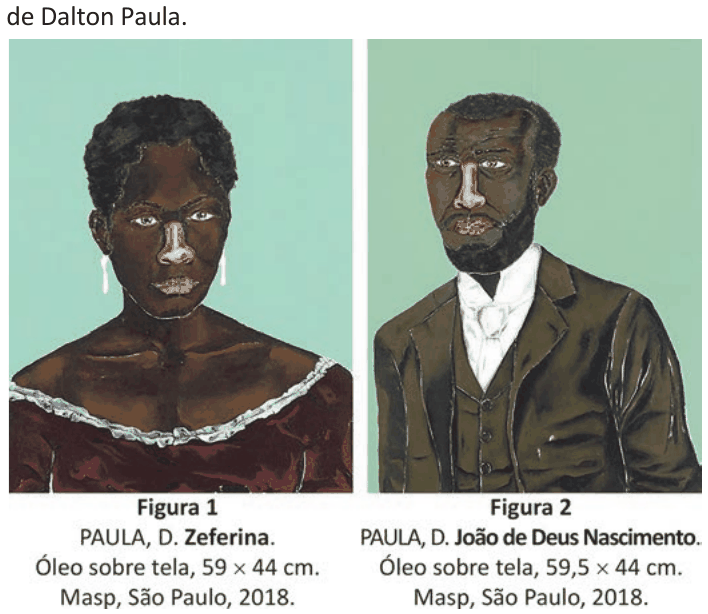 de Dalton Paula.
Figura 1
PAULA, D. Zeferina.
Óleo sobre tela, 59 × 44 cm.
Masp, São Paulo, 2018.
Figura 2
PAULA, D. João de Deus Nascimento.
Óleo sobre tela, 59,5 × 44 cm.
Masp, São Paulo, 2018.